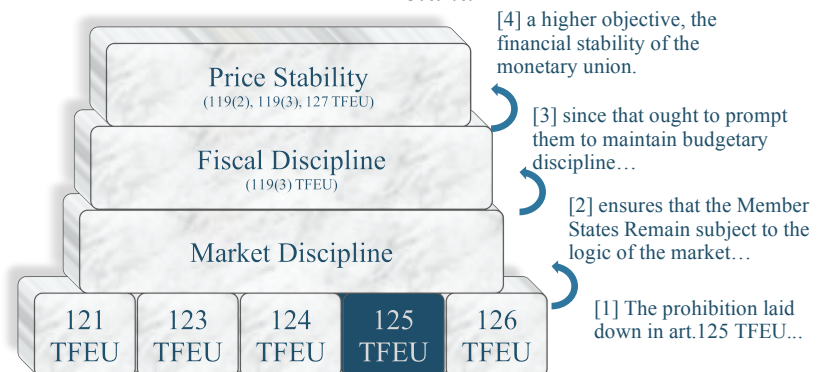 [4] a higher objective, the
financial stability of the
monetary union.
Price Stability
(119(2), 119(3), 127 TFEU)
[3] since that ought to prompt
them to maintain budgetary
discipline…
Fiscal Discipline
(119(3) TFEU)
[2] ensures that the Member
States Remain subject to the
logic of the market…
Market Discipline
[1] The prohibition laid
down in art.125 TFEU...
121
TFEU
123
TFEU
124
TFEU
125
TFEU
126
TFEU